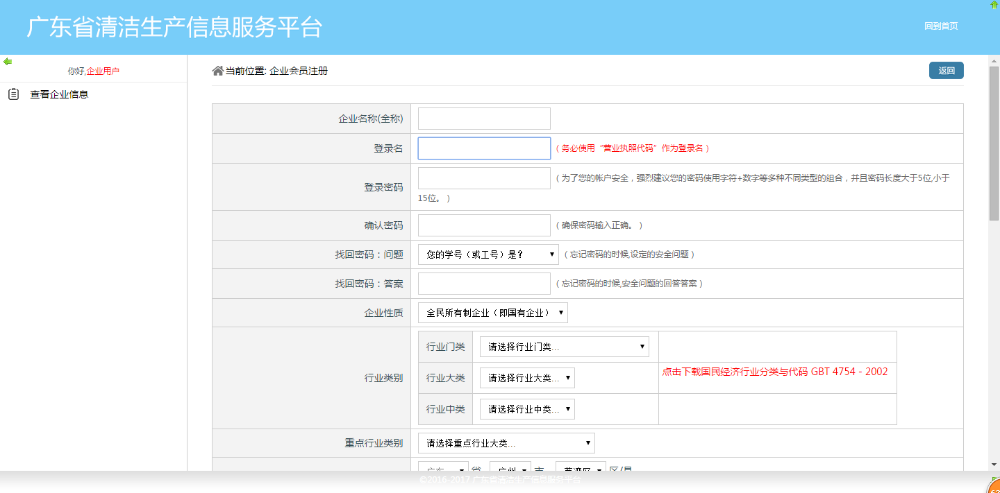 广东省清洁生产信息服务平台
回到首页
你好,企业用户
查看企业信息
当前位置: 企业会员注册
返回
企业名称(全称)
登录名
（务必使用“营业执照代码”作为登录名）
登录密码
（为了您的帐户安全，强烈建议您的密码使用字符+数字等多种不同类型的组合，并且密码长度大于5位,小于
15位。）
确认密码
（确保密码输入正确。）
找回密码：问题
您的学号（或工号）是？
（忘记密码的时候,设定的安全问题）
找回密码：答案
（忘记密码的时候,安全问题的回答答案）
企业性质
全民所有制企业（即国有企业）
行业类别
行业门类
请选择行业门类...
行业大类
请选择行业大类...
点击下载国民经济行业分类与代码 GBT 4754 - 2002
行业中类
请选择行业中类...
重点行业类别
请选择重点行业大类...
广东 省 广州 市 荔湾区 区/县
©2016-2017 广东省清洁生产信息服务平台